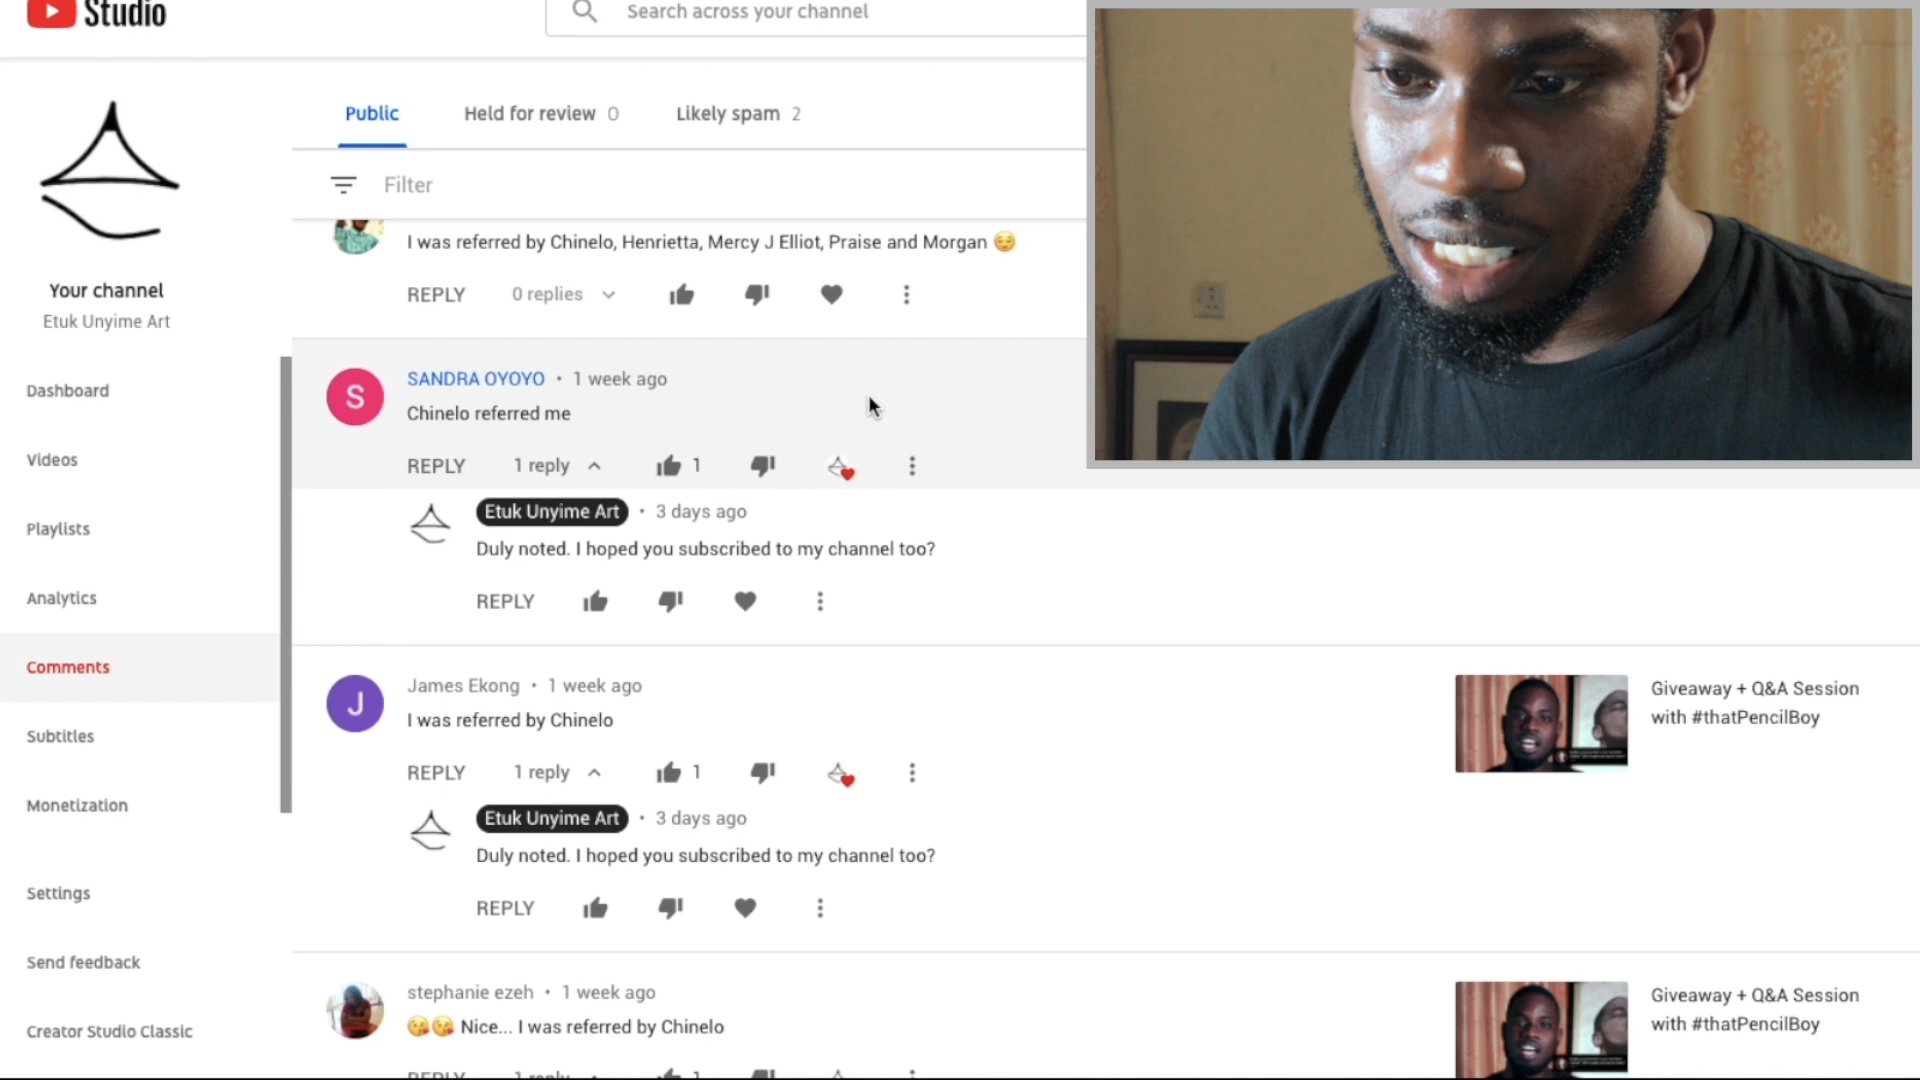 Studio
Search across your channel
Public
Held for review 0
Likely spam 2
Filter
I was referred by Chinelo, Henrietta, Mercy J Elliot, Praise and Morgan 😌
REPLY 0 replies
Your channel
Etuk Unyime Art
Dashboard
Videos
Playlists
Analytics
Comments
Subtitles
Monetization
Settings
Send feedback
Creator Studio Classic
S
SANDRA OYOYO • 1 week ago
Chinelo referred me
REPLY 1 reply 1
Etuk Unyime Art • 3 days ago
Duly noted. I hoped you subscribed to my channel too?
REPLY
J
James Ekong • 1 week ago
I was referred by Chinelo
REPLY 1 reply 1
Giveaway + Q&A Session
with #thatPencilBoy
Etuk Unyime Art • 3 days ago
Duly noted. I hoped you subscribed to my channel too?
REPLY
stephanie ezeh • 1 week ago
😘😘 Nice... I was referred by Chinelo
REPLY 1 reply 1
Giveaway + Q&A Session
with #thatPencilBoy